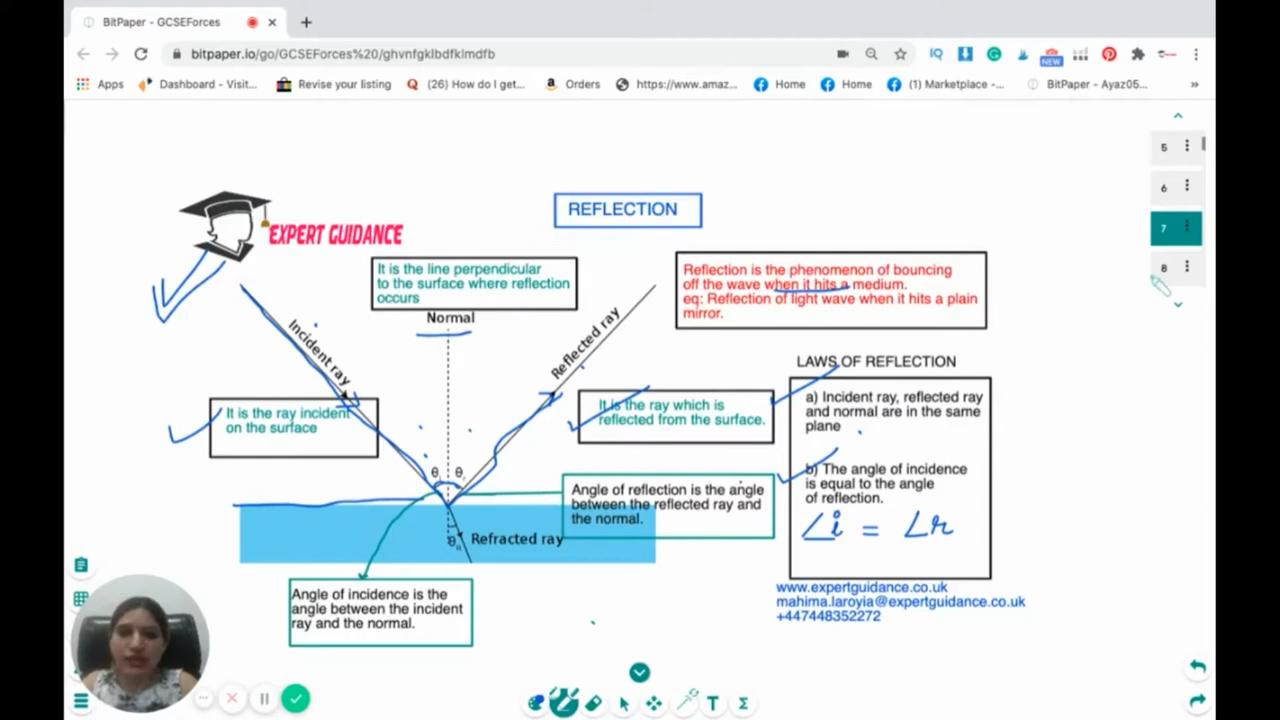 BitPaper - GCSEForces
bitpaper.io/go/GCSEForces%20/ghvnfgklbdfklmdfb
IQ
NEW
Apps
Dashboard - Visit...
Revise your listing
(26) How do I get...
Orders
https://www.amaz...
Home
Home
(1) Marketplace -...
BitPaper - Ayaz05...
»
5
6
7
8
REFLECTION
EXPERT GUIDANCE
It is the line perpendicular
to the surface where reflection
occurs
Normal
Reflection is the phenomenon of bouncing
off the wave when it hits a medium.
eq: Reflection of light wave when it hits a plain
mirror.
Incident ray
Reflected ray
It is the ray incident
on the surface
It is the ray which is
reflected from the surface.
LAWS OF REFLECTION
a) Incident ray, reflected ray
and normal are in the same
plane
b) The angle of incidence
is equal to the angle
of reflection.
∠i = ∠r
θi θr
Angle of reflection is the angle
between the reflected ray and
the normal.
θR Refracted ray
Angle of incidence is the
angle between the incident
ray and the normal.
www.expertguidance.co.uk
mahima.laroyia@expertguidance.co.uk
+447448352272
T
Σ